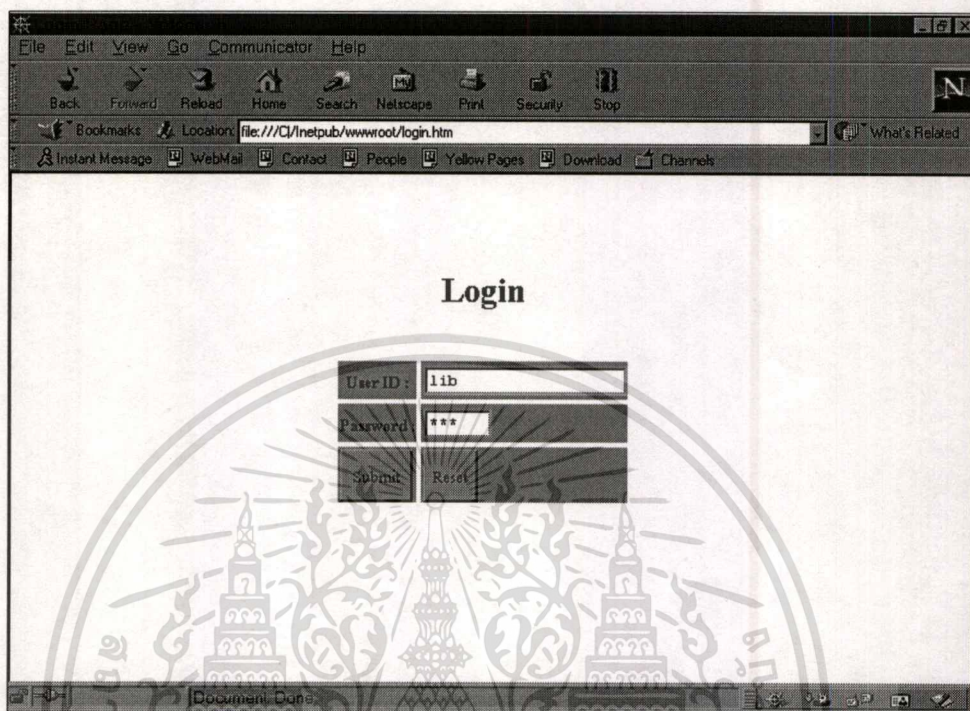 File Edit View Go Communicator Help
Back Forward Reload Home Search Netscape Print Security Stop
My
N
Bookmarks Location: file:///C|/Inetpub/wwwroot/login.htm What's Related
Instant Message WebMail Contact People Yellow Pages Download Channels
Login
User ID : lib
Password : ***
Submit Reset
Document: Done